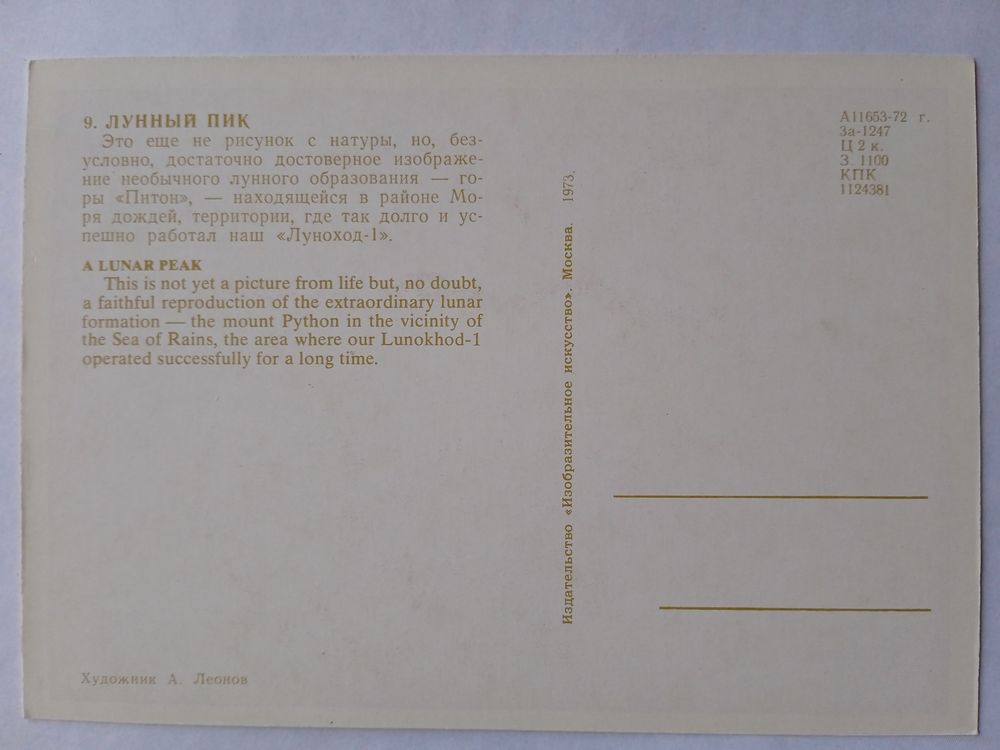 9. ЛУННЫЙ ПИК
Это еще не рисунок с натуры, но, без-
условно, достаточно достоверное изображе-
ние необычного лунного образования — го-
ры «Питон», — находящейся в районе Мо-
ря дождей, территории, где так долго и ус-
пешно работал наш «Луноход-1».
A LUNAR PEAK
This is not yet a picture from life but, no doubt,
a faithful reproduction of the extraordinary lunar
formation — the mount Python in the vicinity of
the Sea of Rains, the area where our Lunokhod-1
operated successfully for a long time.
Художник А. Леонов
Издательство «Изобразительное искусство». Москва. 1973.
А11653-72 г.
За-1247
Ц 2 к.
З. 1100
КПК
1124381